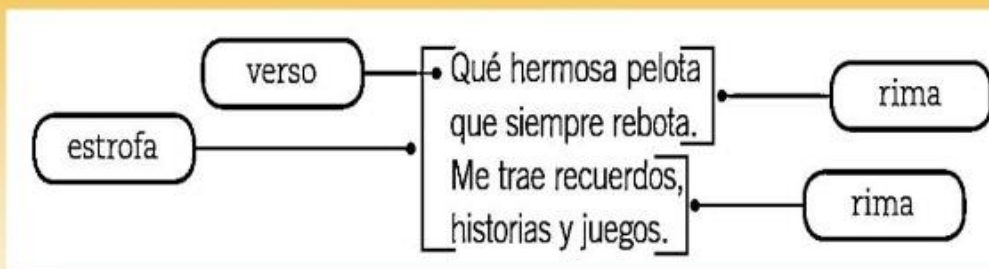 verso
Qué hermosa pelota
rima
que siempre rebota.
estrofa
Me trae recuerdos,
rima
historias y juegos.